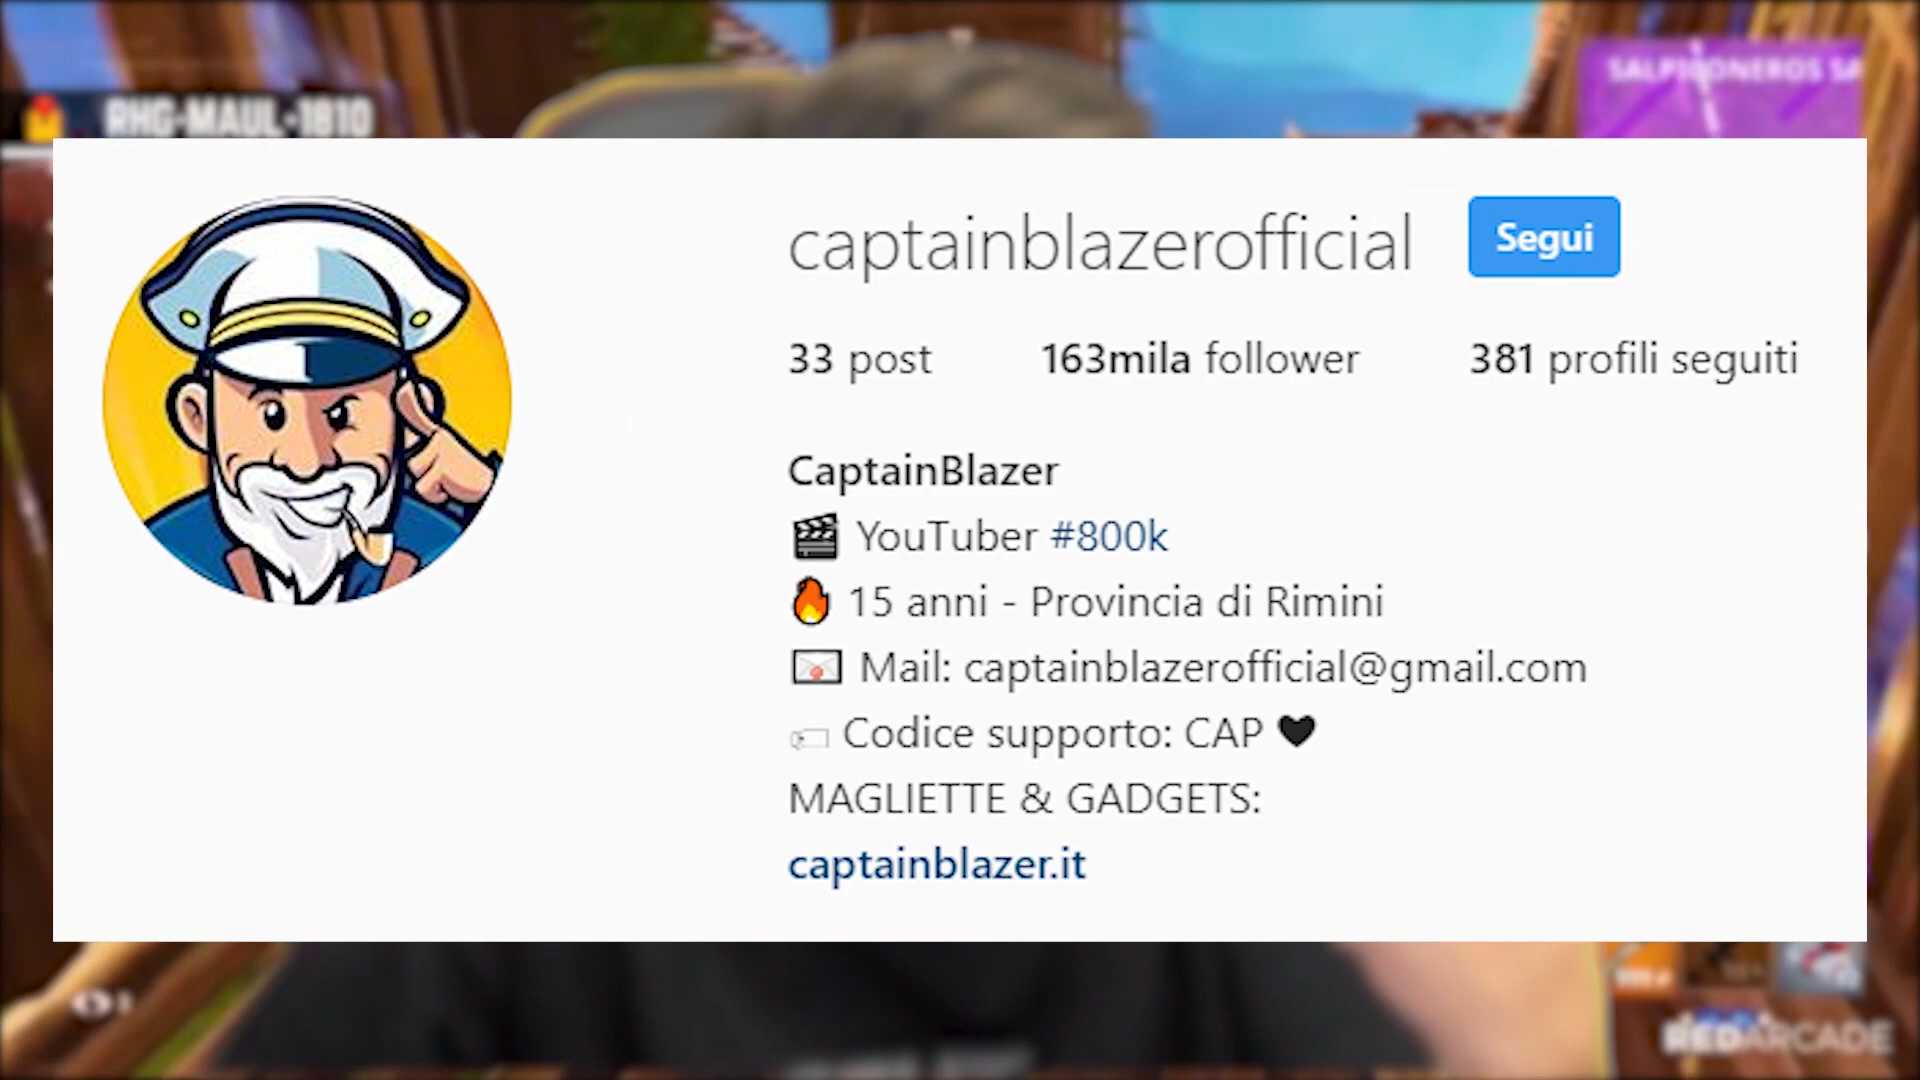 RHG-MAUL-1810
captainblazerofficial
Segui
33 post
163mila follower
381 profili seguiti
CaptainBlazer
YouTuber #800k
15 anni - Provincia di Rimini
Mail: captainblazerofficial@gmail.com
Codice supporto: CAP
MAGLIETTE & GADGETS:
captainblazer.it
REDARCADE